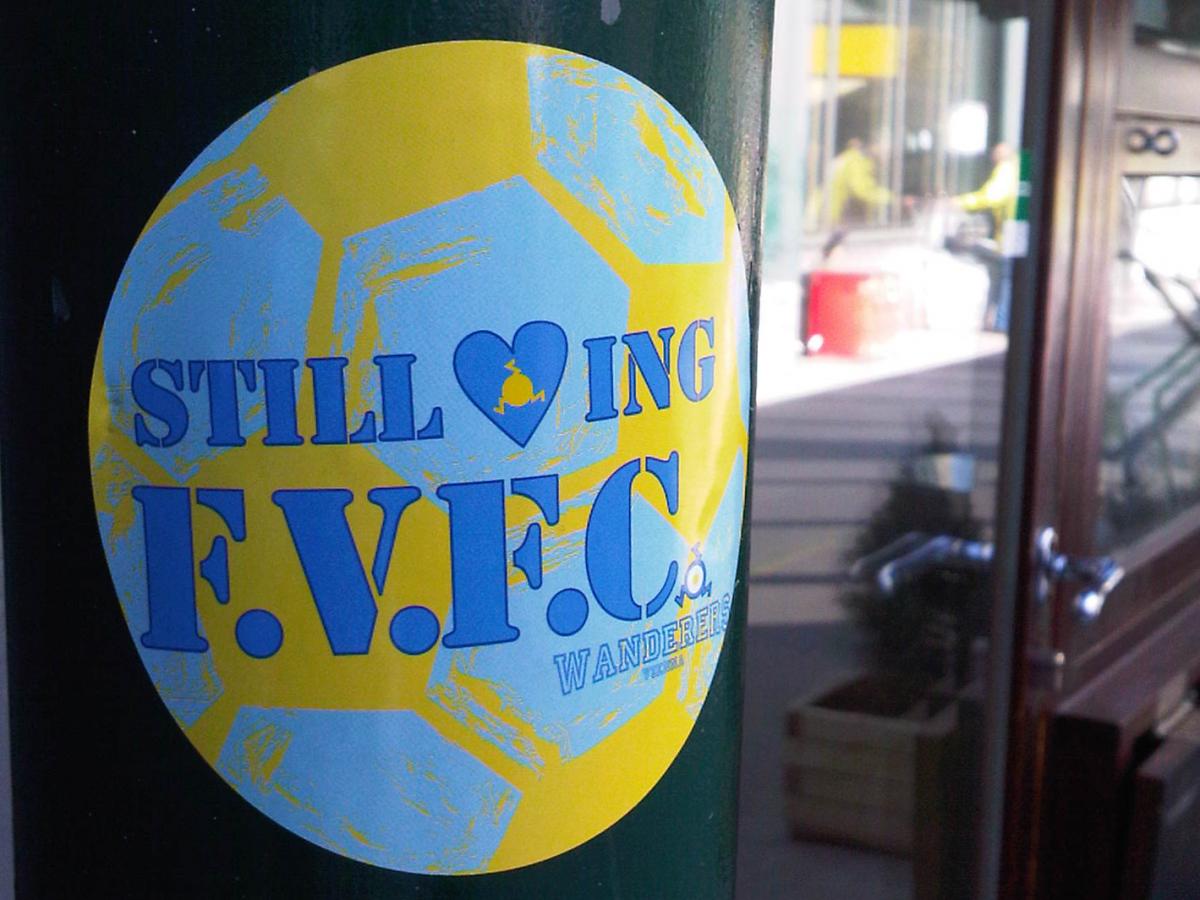 STILL ING
F.V.F.C.
WANDERERS